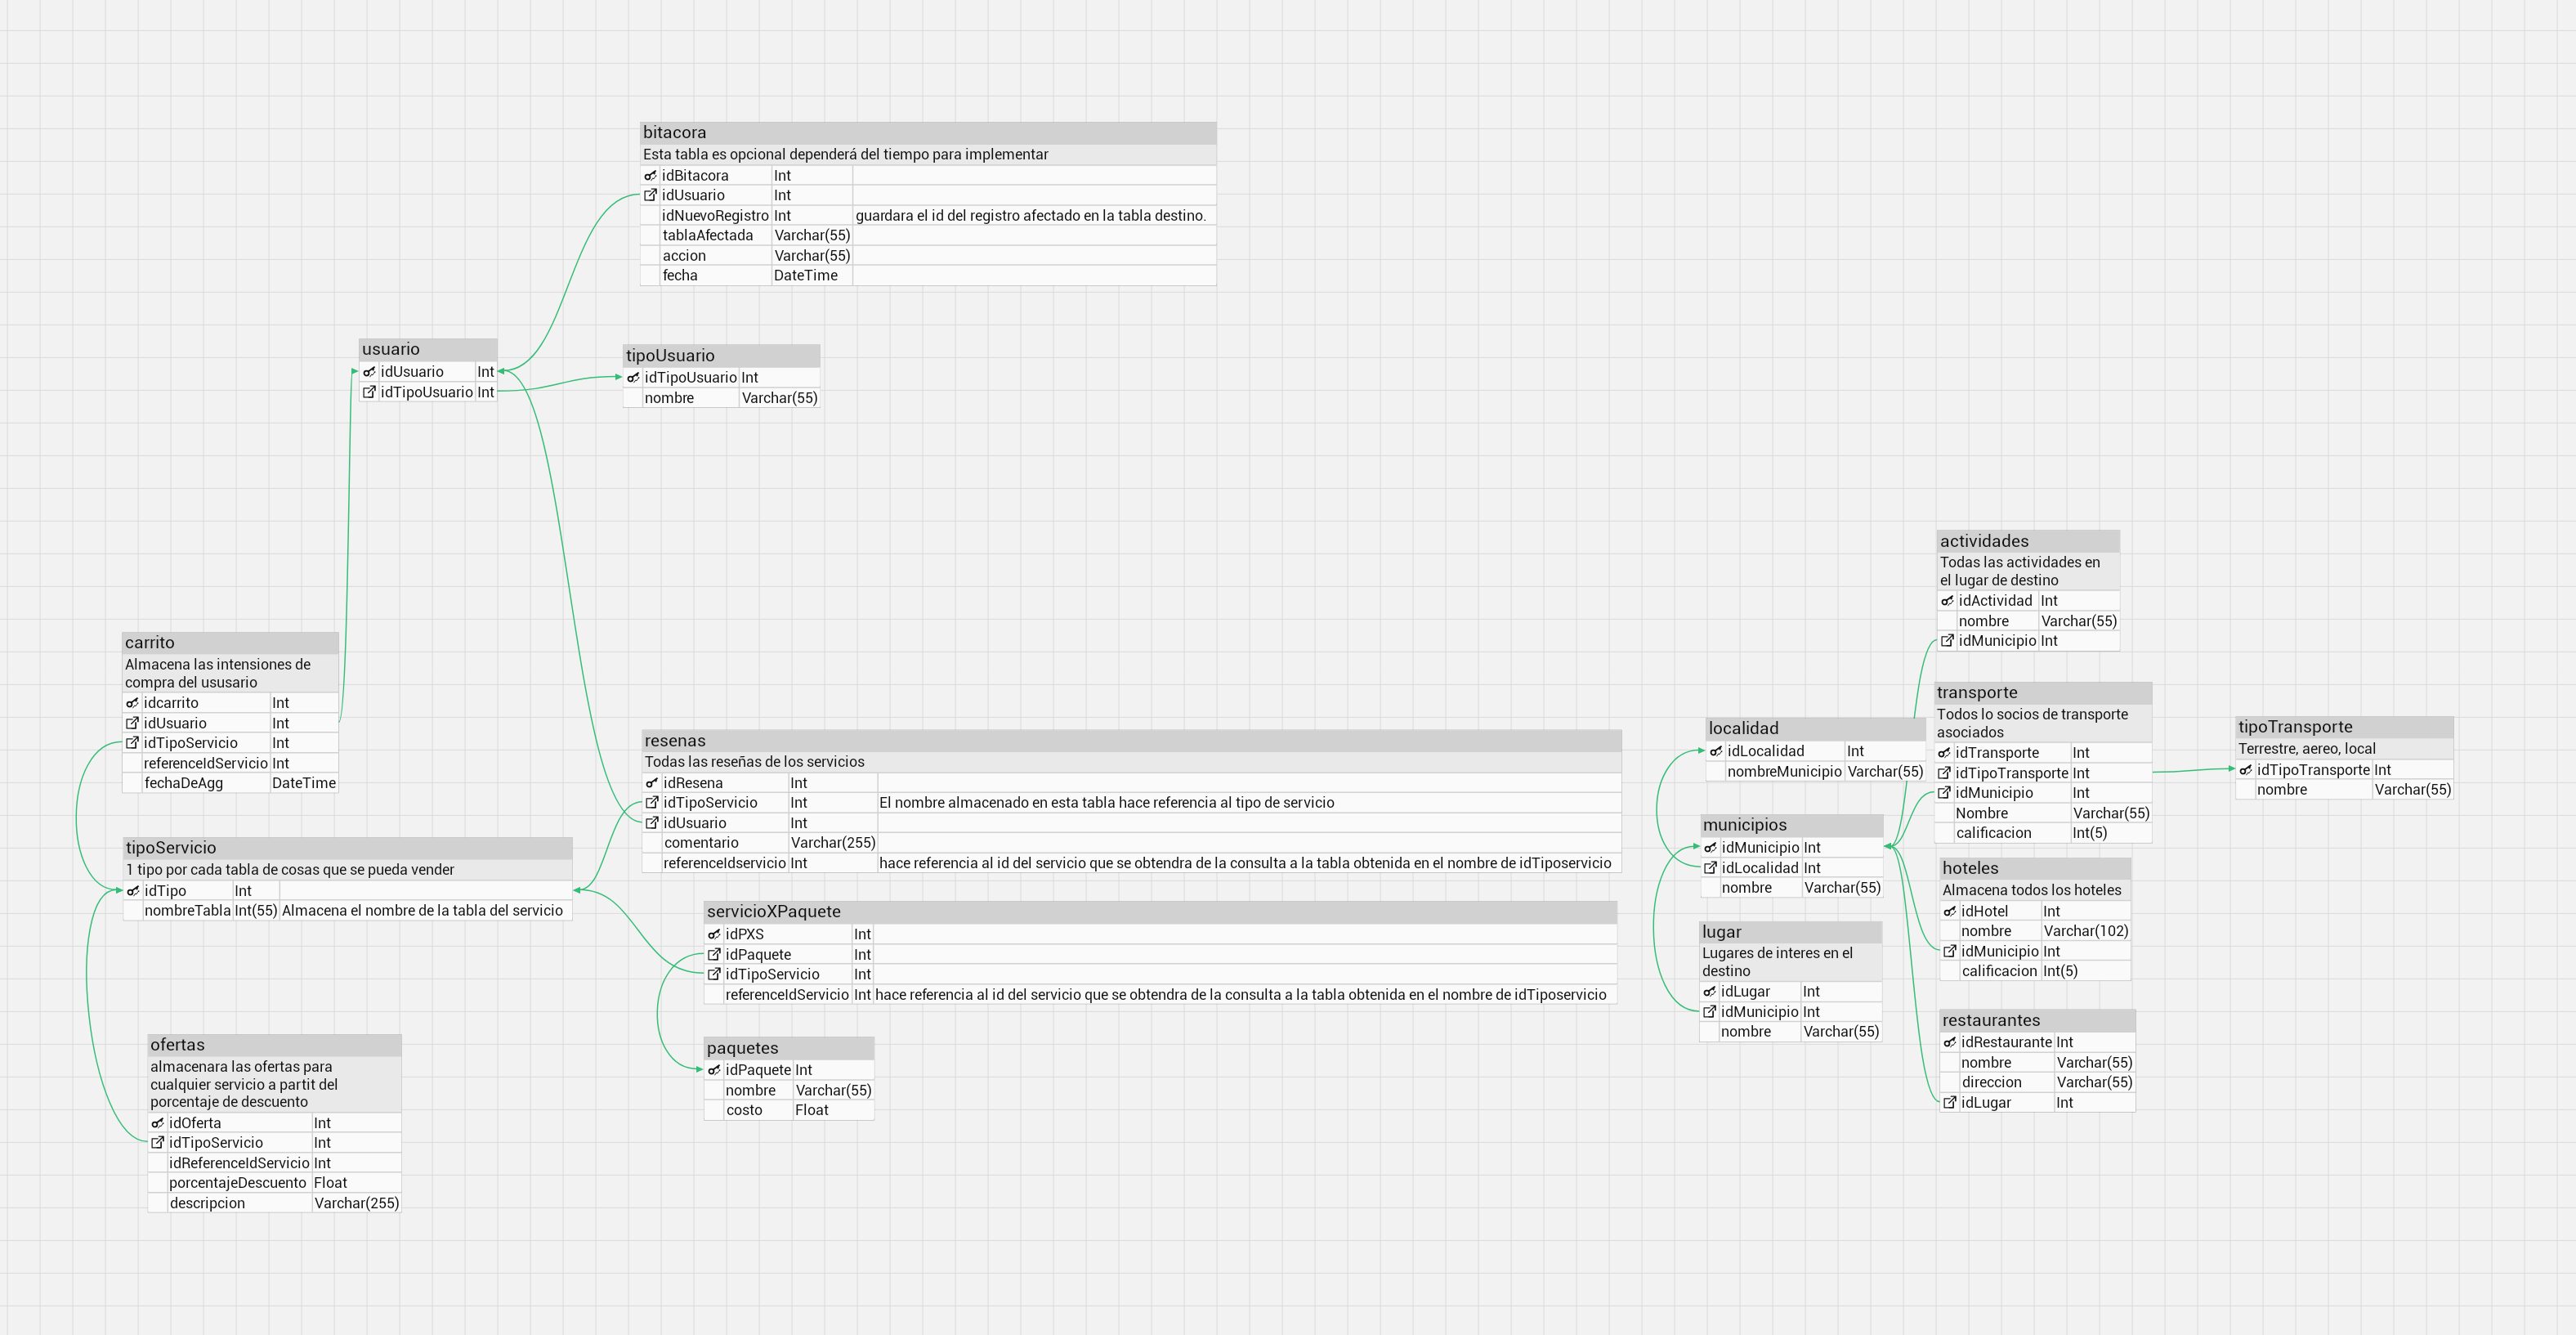 bitacora
Esta tabla es opcional dependerá del tiempo para implementar
idBitacora Int
idUsuario Int
idNuevoRegistro Int guardara el id del registro afectado en la tabla destino.
tablaAfectada Varchar(55)
accion Varchar(55)
fecha DateTime
usuario
idUsuario Int
idTipoUsuario Int
tipoUsuario
idTipoUsuario Int
nombre Varchar(55)
carrito
Almacena las intensiones de
compra del ususario
idcarrito Int
idUsuario Int
idTipoServicio Int
referenceIdServicio Int
fechaDeAgg DateTime
tipoServicio
1 tipo por cada tabla de cosas que se pueda vender
idTipo Int
nombreTabla Int(55) Almacena el nombre de la tabla del servicio
ofertas
almacenara las ofertas para
cualquier servicio a partit del
porcentaje de descuento
idOferta Int
idTipoServicio Int
idReferenceIdServicio Int
porcentajeDescuento Float
descripcion Varchar(255)
resenas
Todas las reseñas de los servicios
idResena Int
idTipoServicio Int El nombre almacenado en esta tabla hace referencia al tipo de servicio
idUsuario Int
comentario Varchar(255)
referenceIdservicio Int hace referencia al id del servicio que se obtendra de la consulta a la tabla obtenida en el nombre de idTiposervicio
servicioXPaquete
idPXS Int
idPaquete Int
idTipoServicio Int
referenceIdServicio Int hace referencia al id del servicio que se obtendra de la consulta a la tabla obtenida en el nombre de idTiposervicio
paquetes
idPaquete Int
nombre Varchar(55)
costo Float
localidad
idLocalidad Int
nombreMunicipio Varchar(55)
municipios
idMunicipio Int
idLocalidad Int
nombre Varchar(55)
lugar
Lugares de interes en el
destino
idLugar Int
idMunicipio Int
nombre Varchar(55)
actividades
Todas las actividades en
el lugar de destino
idActividad Int
nombre Varchar(55)
idMunicipio Int
transporte
Todos lo socios de transporte
asociados
idTransporte Int
idTipoTransporte Int
idMunicipio Int
Nombre Varchar(55)
calificacion Int(5)
tipoTransporte
Terrestre, aereo, local
idTipoTransporte Int
nombre Varchar(55)
hoteles
Almacena todos los hoteles
idHotel Int
nombre Varchar(102)
idMunicipio Int
calificacion Int(5)
restaurantes
idRestaurante Int
nombre Varchar(55)
direccion Varchar(55)
idLugar Int